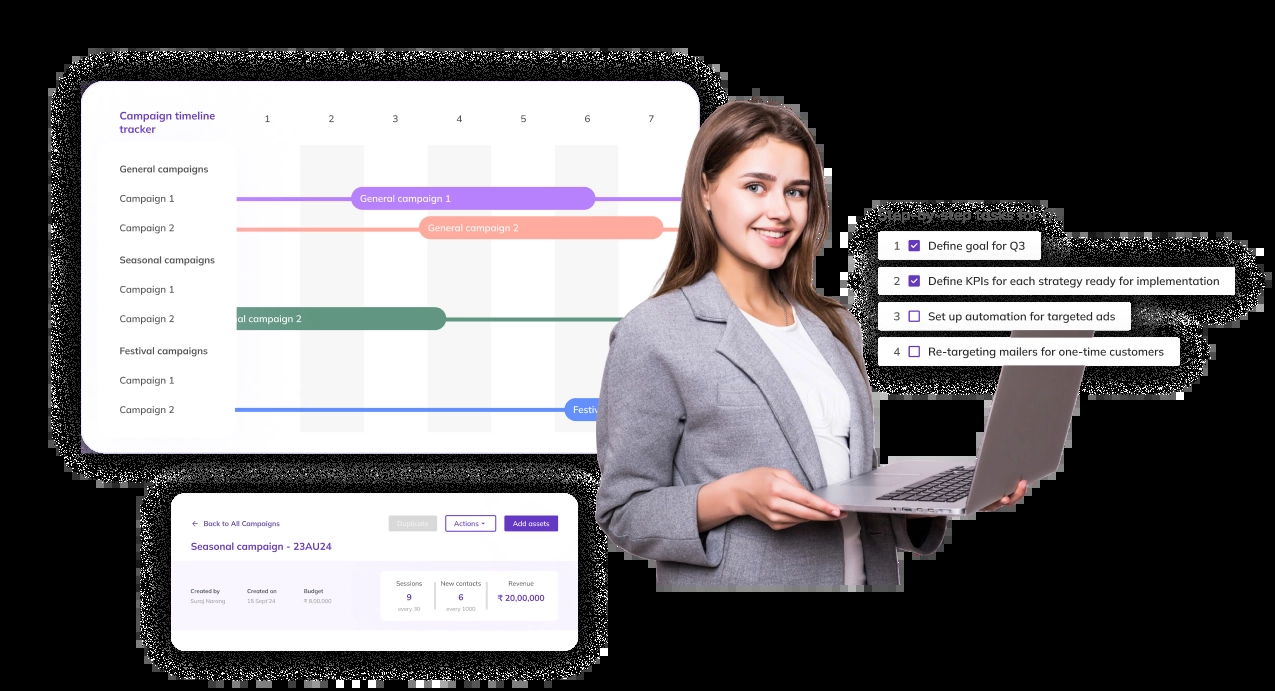 Campaign timeline
tracker
1 2 3 4 5 6 7
General campaigns
Campaign 1
General campaign 1
Campaign 2
General campaign 2
Seasonal campaigns
Campaign 1
Campaign 2
al campaign 2
Festival campaigns
Campaign 1
Campaign 2
Festiv
Step-by-step tasks for
1 Define goal for Q3
2 Define KPIs for each strategy ready for implementation
3 Set up automation for targeted ads
4 Re-targeting mailers for one-time customers
← Back to All Campaigns
Duplicate
Actions
Add assets
Seasonal campaign - 23AU24
Created by
Suraj Narang
Created on
15 Sept'24
Budget
₹ 8,00,000
Sessions
9
every 30
New contacts
6
every 1000
Revenue
₹ 20,00,000